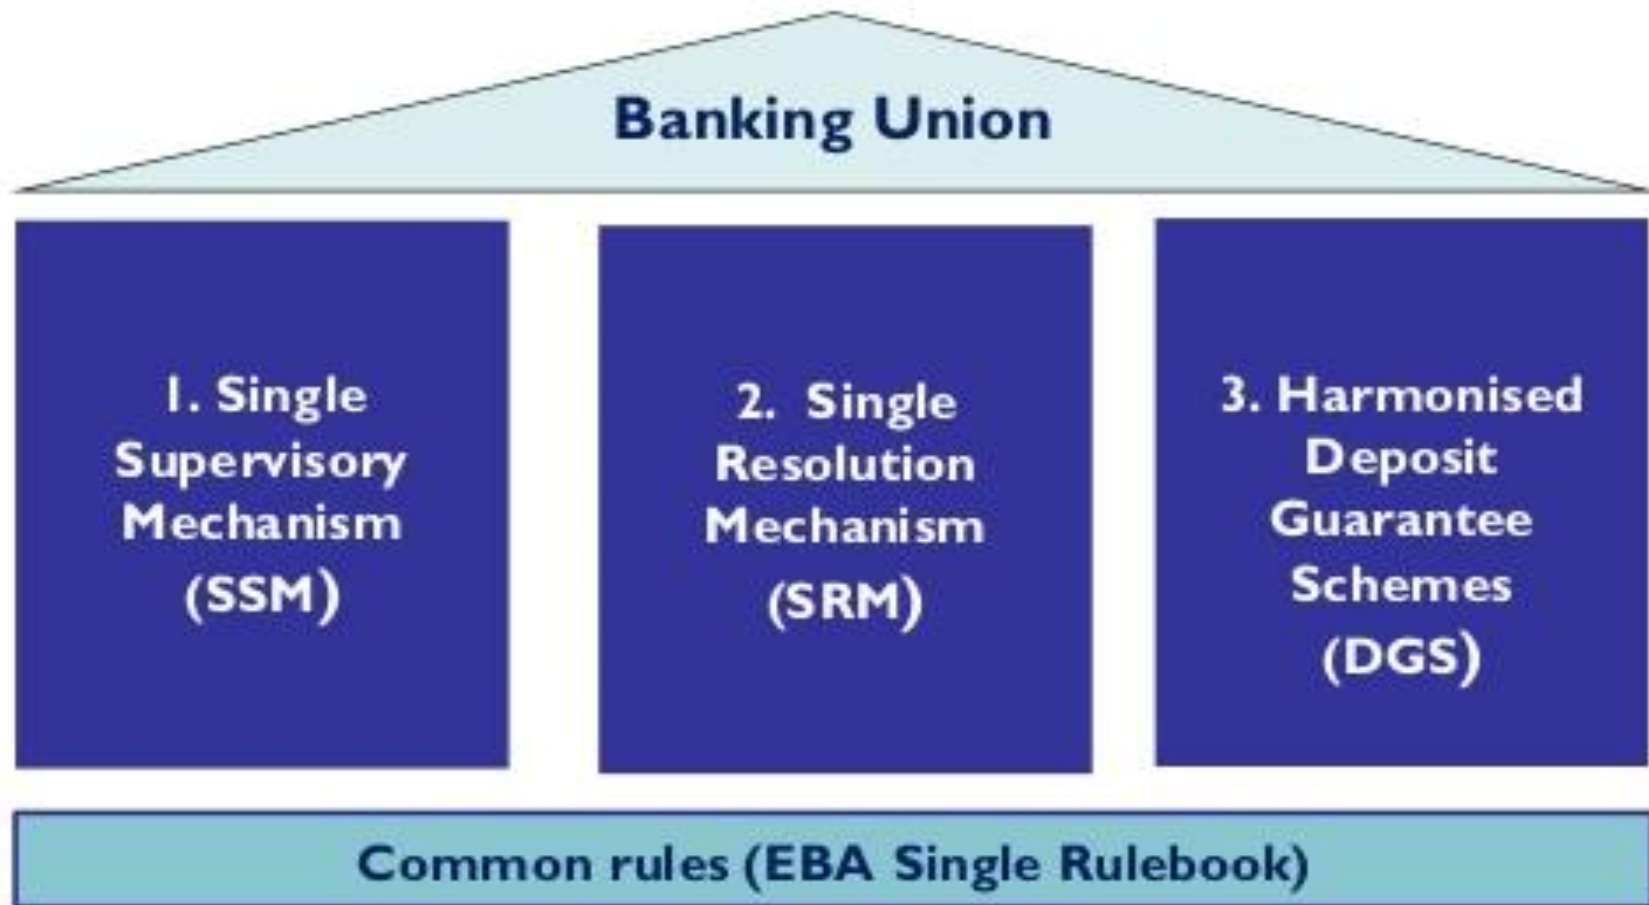 Banking Union
1. Single
Supervisory
Mechanism
(SSM)
2. Single
Resolution
Mechanism
(SRM)
3. Harmonised
Deposit
Guarantee
Schemes
(DGS)
Common rules (EBA Single Rulebook)